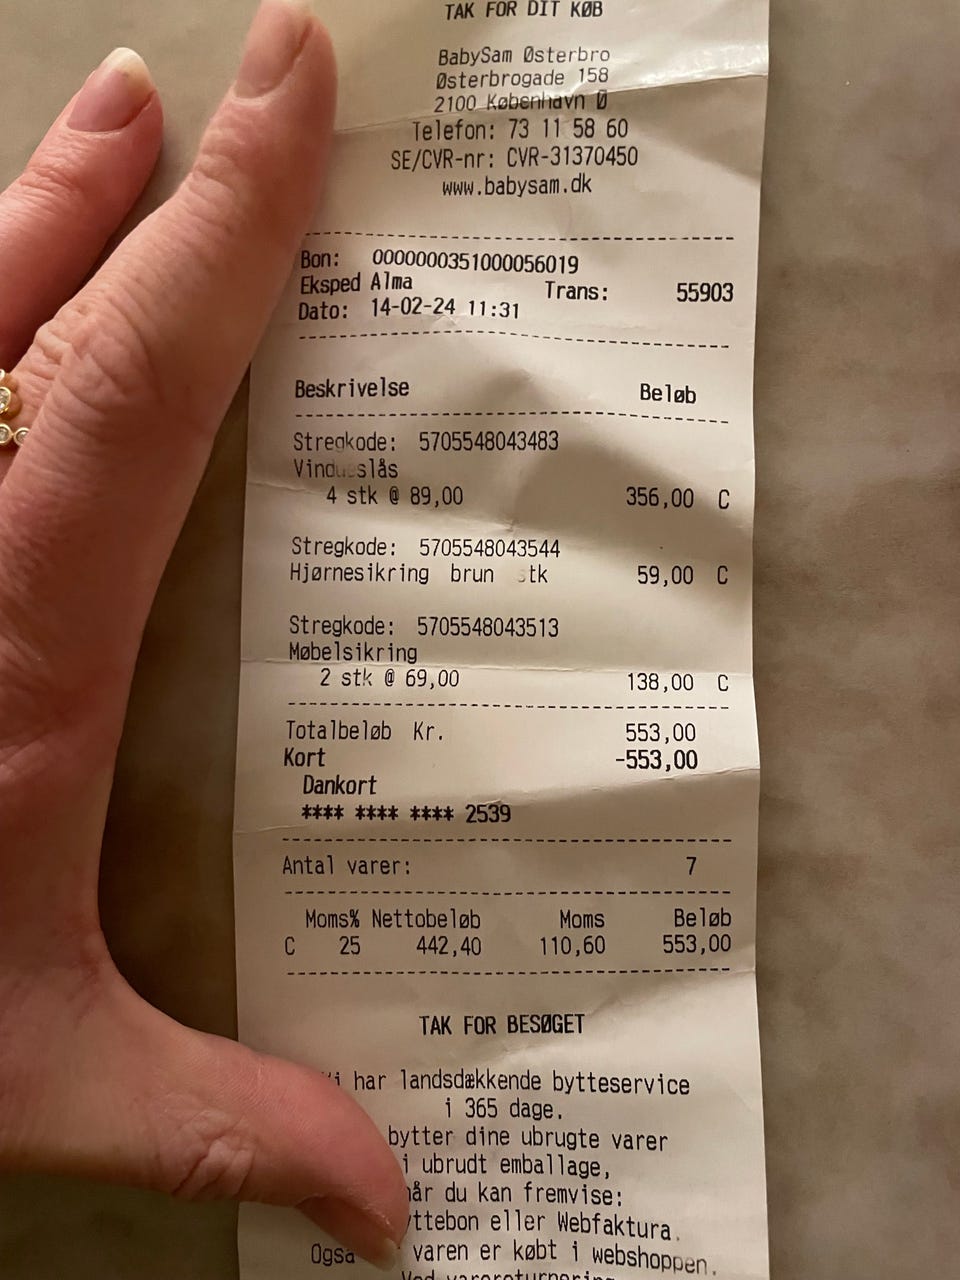 TAK FOR DIT KØB
BabySam Østerbro
Østerbrogade 158
2100 København Ø
Telefon: 73 11 58 60
SE/CVR-nr: CVR-31370450
www.babysam.dk
Bon: 0000000351000056019
Eksped Alma Trans: 55903
Dato: 14-02-24 11:31
Beskrivelse Beløb
Stregkode: 5705548043483
Vindueslås
4 stk @ 89,00 356,00 C
Stregkode: 5705548043544
Hjørnesikring brun stk 59,00 C
Stregkode: 5705548043513
Møbelsikring
2 stk @ 69,00 138,00 C
Totalbeløb Kr. 553,00
Kort -553,00
Dankort
**** **** **** 2539
Antal varer: 7
Moms% Nettobeløb Moms Beløb
C 25 442,40 110,60 553,00
TAK FOR BESØGET
Vi har landsdækkende bytteservice
i 365 dage.
bytter dine ubrugte varer
i ubrudt emballage,
når du kan fremvise:
eller Webfaktura.
Også varen er købt i webshoppen.
Ved varereturnering